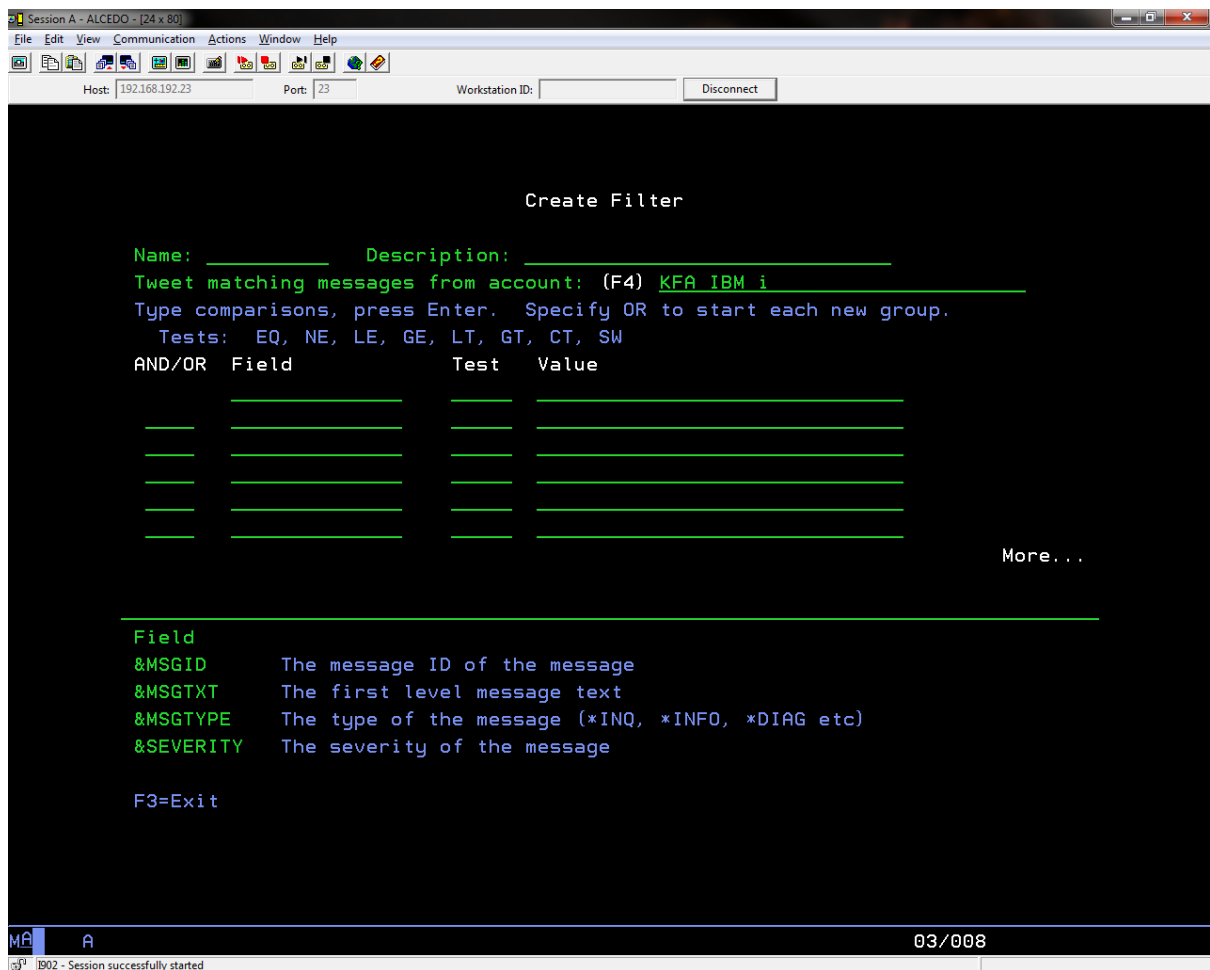 Session A - ALCEDO - [24 x 80]
File Edit View Communication Actions Window Help
Host: 192.168.192.23 Port: 23 Workstation ID: Disconnect
Create Filter
Name: Description:
Tweet matching messages from account: (F4) KFA IBM i
Type comparisons, press Enter. Specify OR to start each new group.
Tests: EQ, NE, LE, GE, LT, GT, CT, SW
AND/OR Field Test Value
More...
Field
&MSGID The message ID of the message
&MSGTXT The first level message text
&MSGTYPE The type of the message (*INQ, *INFO, *DIAG etc)
&SEVERITY The severity of the message
F3=Exit
MA A 03/008
I902 - Session successfully started